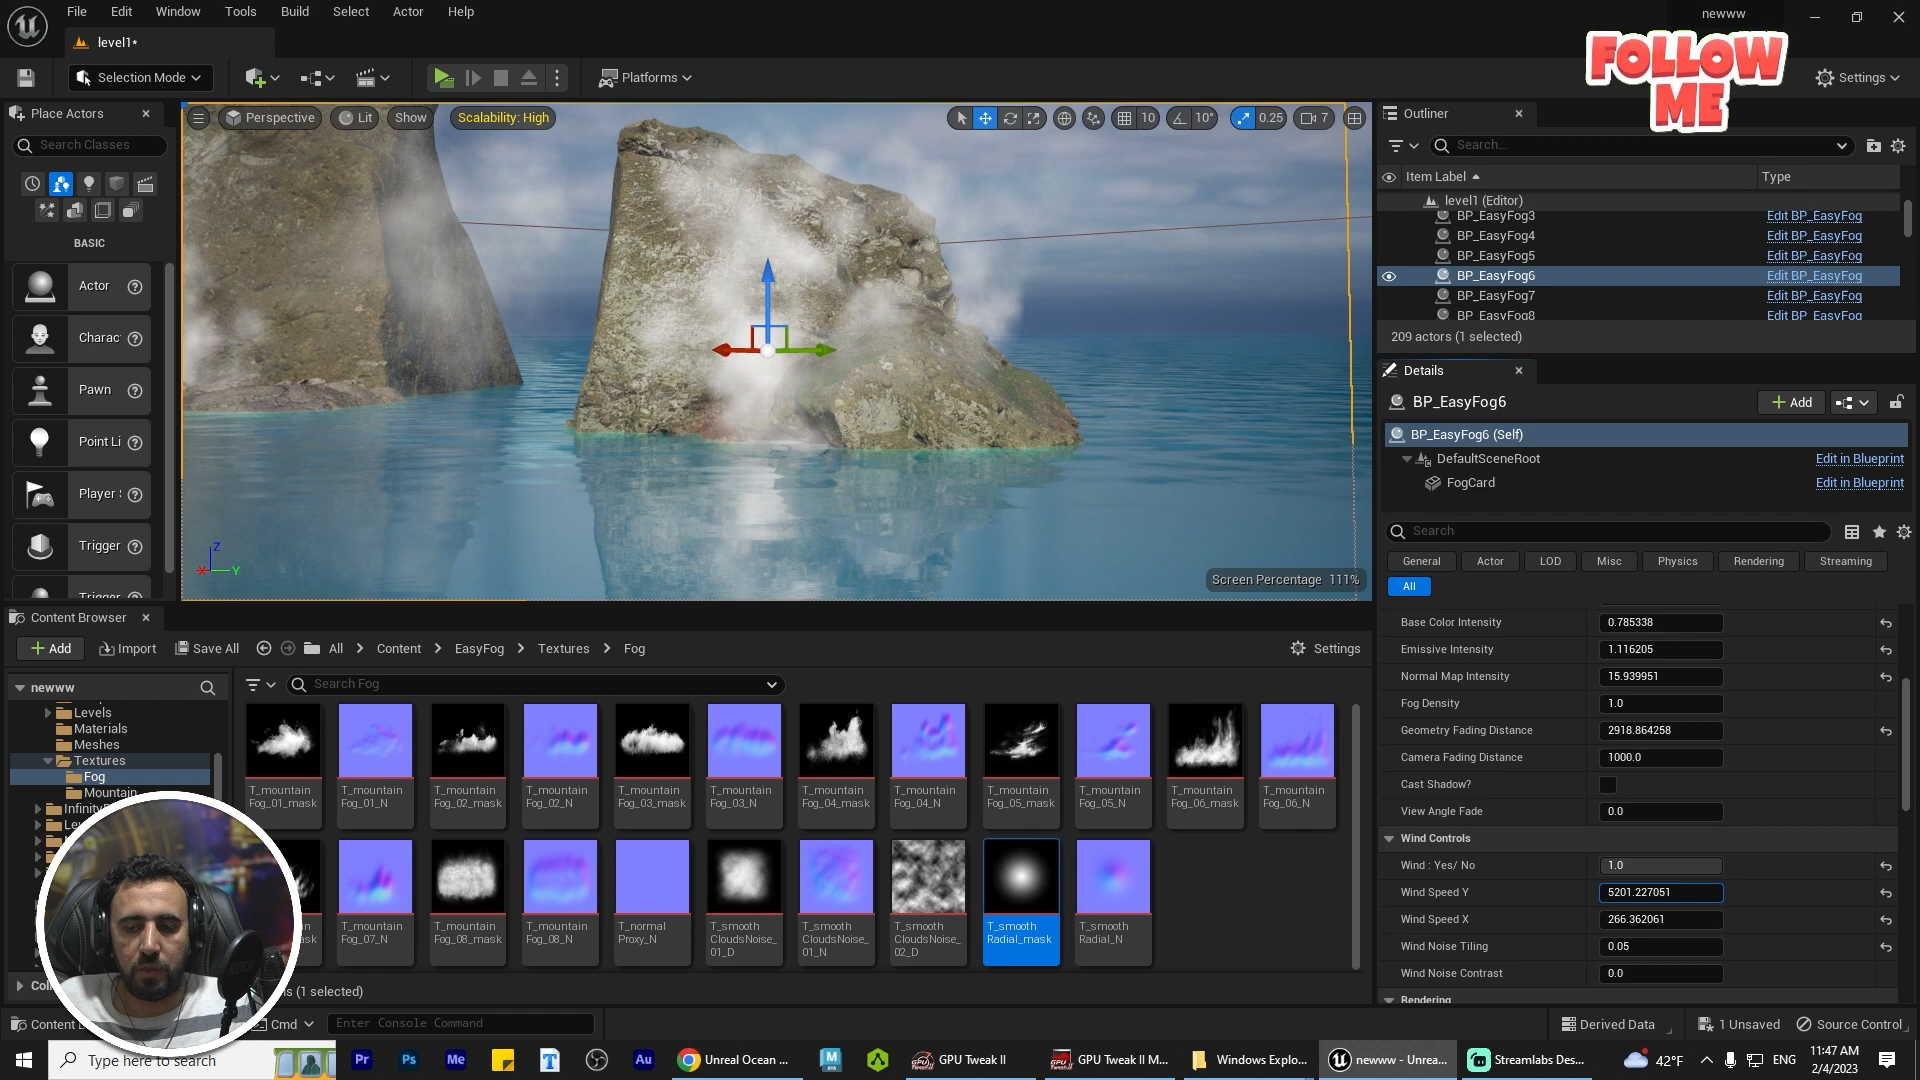 File Edit Window Tools Build Select Actor Help
newww
level1*
FOLLOW
ME
Selection Mode
Platforms
Settings
Place Actors
Search Classes
BASIC
Actor
Charac
Pawn
Point Li
Player
Trigger
Trigger
Perspective
Lit
Show
Scalability: High
10
10°
0.25
7
Z
X
Y
Screen Percentage 111%
Outliner
Search...
Item Label
Type
level1 (Editor)
BP_EasyFog3 Edit BP_EasyFog
BP_EasyFog4 Edit BP_EasyFog
BP_EasyFog5 Edit BP_EasyFog
BP_EasyFog6 Edit BP_EasyFog
BP_EasyFog7 Edit BP_EasyFog
BP_EasyFog8 Edit BP_EasyFog
209 actors (1 selected)
Details
BP_EasyFog6
Add
BP_EasyFog6 (Self)
DefaultSceneRoot Edit in Blueprint
FogCard Edit in Blueprint
Search
General Actor LOD Misc Physics Rendering Streaming
All
Base Color Intensity 0.785338
Emissive Intensity 1.116205
Normal Map Intensity 15.939951
Fog Density 1.0
Geometry Fading Distance 2918.864258
Camera Fading Distance 1000.0
Cast Shadow?
View Angle Fade 0.0
Wind Controls
Wind : Yes/ No 1.0
Wind Speed Y 5201.227051
Wind Speed X 266.362061
Wind Noise Tiling 0.05
Wind Noise Contrast 0.0
Rendering
Content Browser
Add Import Save All All Content EasyFog Textures Fog Settings
newww
Search Fog
Levels
Materials
Meshes
Textures
Fog
Mountain
T_mountain
Fog_01_mask
T_mountain
Fog_01_N
T_mountain
Fog_02_mask
T_mountain
Fog_02_N
T_mountain
Fog_03_mask
T_mountain
Fog_03_N
T_mountain
Fog_04_mask
T_mountain
Fog_04_N
T_mountain
Fog_05_mask
T_mountain
Fog_05_N
T_mountain
Fog_06_mask
T_mountain
Fog_06_N
T_mountain
Fog_07_N
T_mountain
Fog_08_mask
T_mountain
Fog_08_N
T_normal
Proxy_N
T_smooth
CloudsNoise_
01_D
T_smooth
CloudsNoise_
01_N
T_smooth
CloudsNoise_
02_D
T_smooth
Radial_mask
T_smooth
Radial_N
(1 selected)
Cmd
Enter Console Command
Derived Data
1 Unsaved
Source Control
Type here to search
Pr
Ps
Me
Au
Unreal Ocean ...
GPU Tweak II
GPU Tweak II M...
Windows Explo...
newww - Unrea...
Streamlabs Des...
42°F
ENG
11:47 AM
2/4/2023